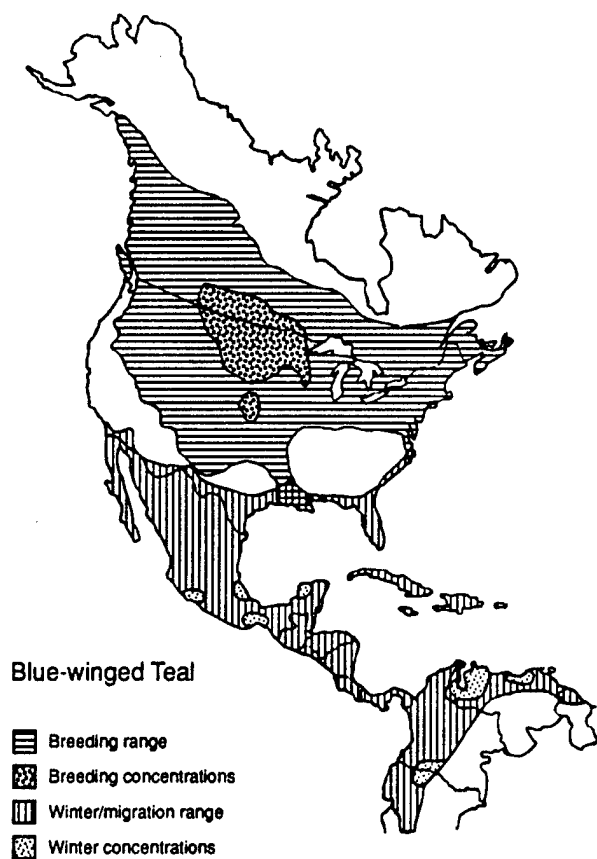 Blue-winged Teal
Breeding range
Breeding concentrations
Winter/migration range
Winter concentrations